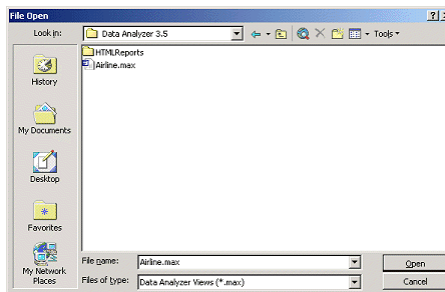 File Open
Look in: Data Analyzer 3.5 Tools
HTMLReports
Airline.max
History
My Documents
Desktop
Favorites
My Network Places
File name: Airline.max Open
Files of type: Data Analyzer Views (*.max) Cancel